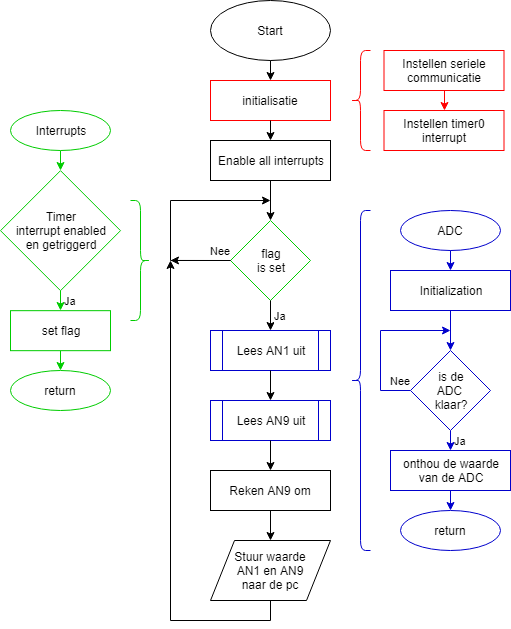 Start
initialisatie
Enable all interrupts
Nee
flag
is set
Ja
Lees AN1 uit
Lees AN9 uit
Reken AN9 om
Stuur waarde
AN1 en AN9
naar de pc
Interrupts
Timer
interrupt enabled
en getriggerd
Ja
set flag
return
Instellen seriele
communicatie
Instellen timer0
interrupt
ADC
Initialization
Nee
is de
ADC
klaar?
Ja
onthou de waarde
van de ADC
return